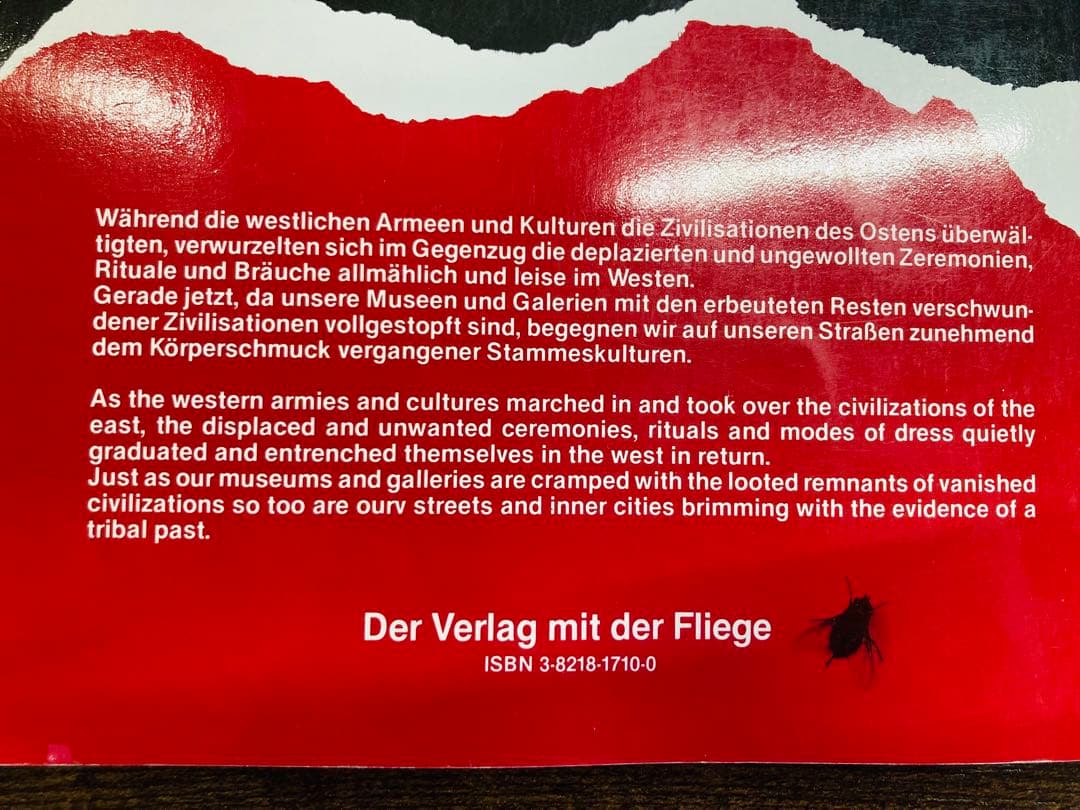 Während die westlichen Armeen und Kulturen die Zivilisationen des Ostens überwäl-
tigten, verwurzelten sich im Gegenzug die deplazierten und ungewollten Zeremonien,
Rituale und Bräuche allmählich und leise im Westen.
Gerade jetzt, da unsere Museen und Galerien mit den erbeuteten Resten verschwun-
dener Zivilisationen vollgestopft sind, begegnen wir auf unseren Straßen zunehmend
dem Körperschmuck vergangener Stammeskulturen.
As the western armies and cultures marched in and took over the civilizations of the
east, the displaced and unwanted ceremonies, rituals and modes of dress quietly
graduated and entrenched themselves in the west in return.
Just as our museums and galleries are cramped with the looted remnants of vanished
civilizations so too are ourv streets and inner cities brimming with the evidence of a
tribal past.
Der Verlag mit der Fliege
ISBN 3-8218-1710-0